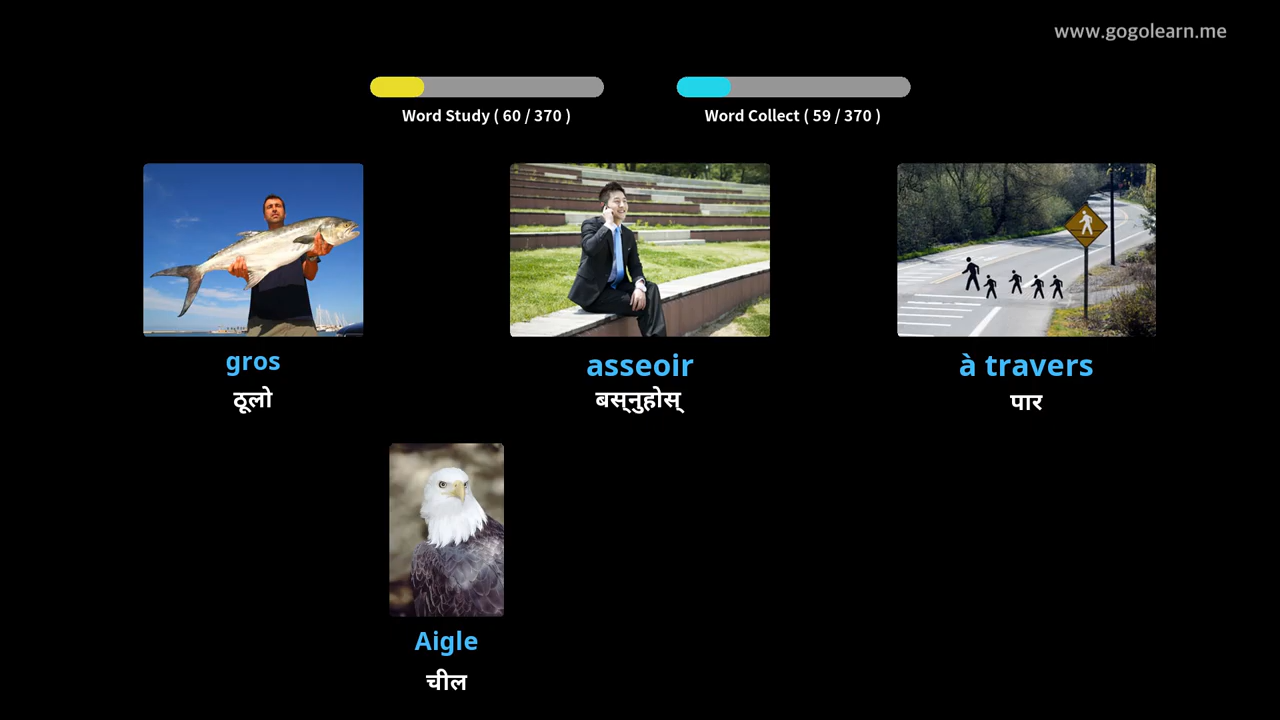 www.gogolearn.me
Word Study ( 60 / 370 )
Word Collect ( 59 / 370 )
gros
ठूलो
asseoir
बस्नुहोस्
à travers
पार
Aigle
चील